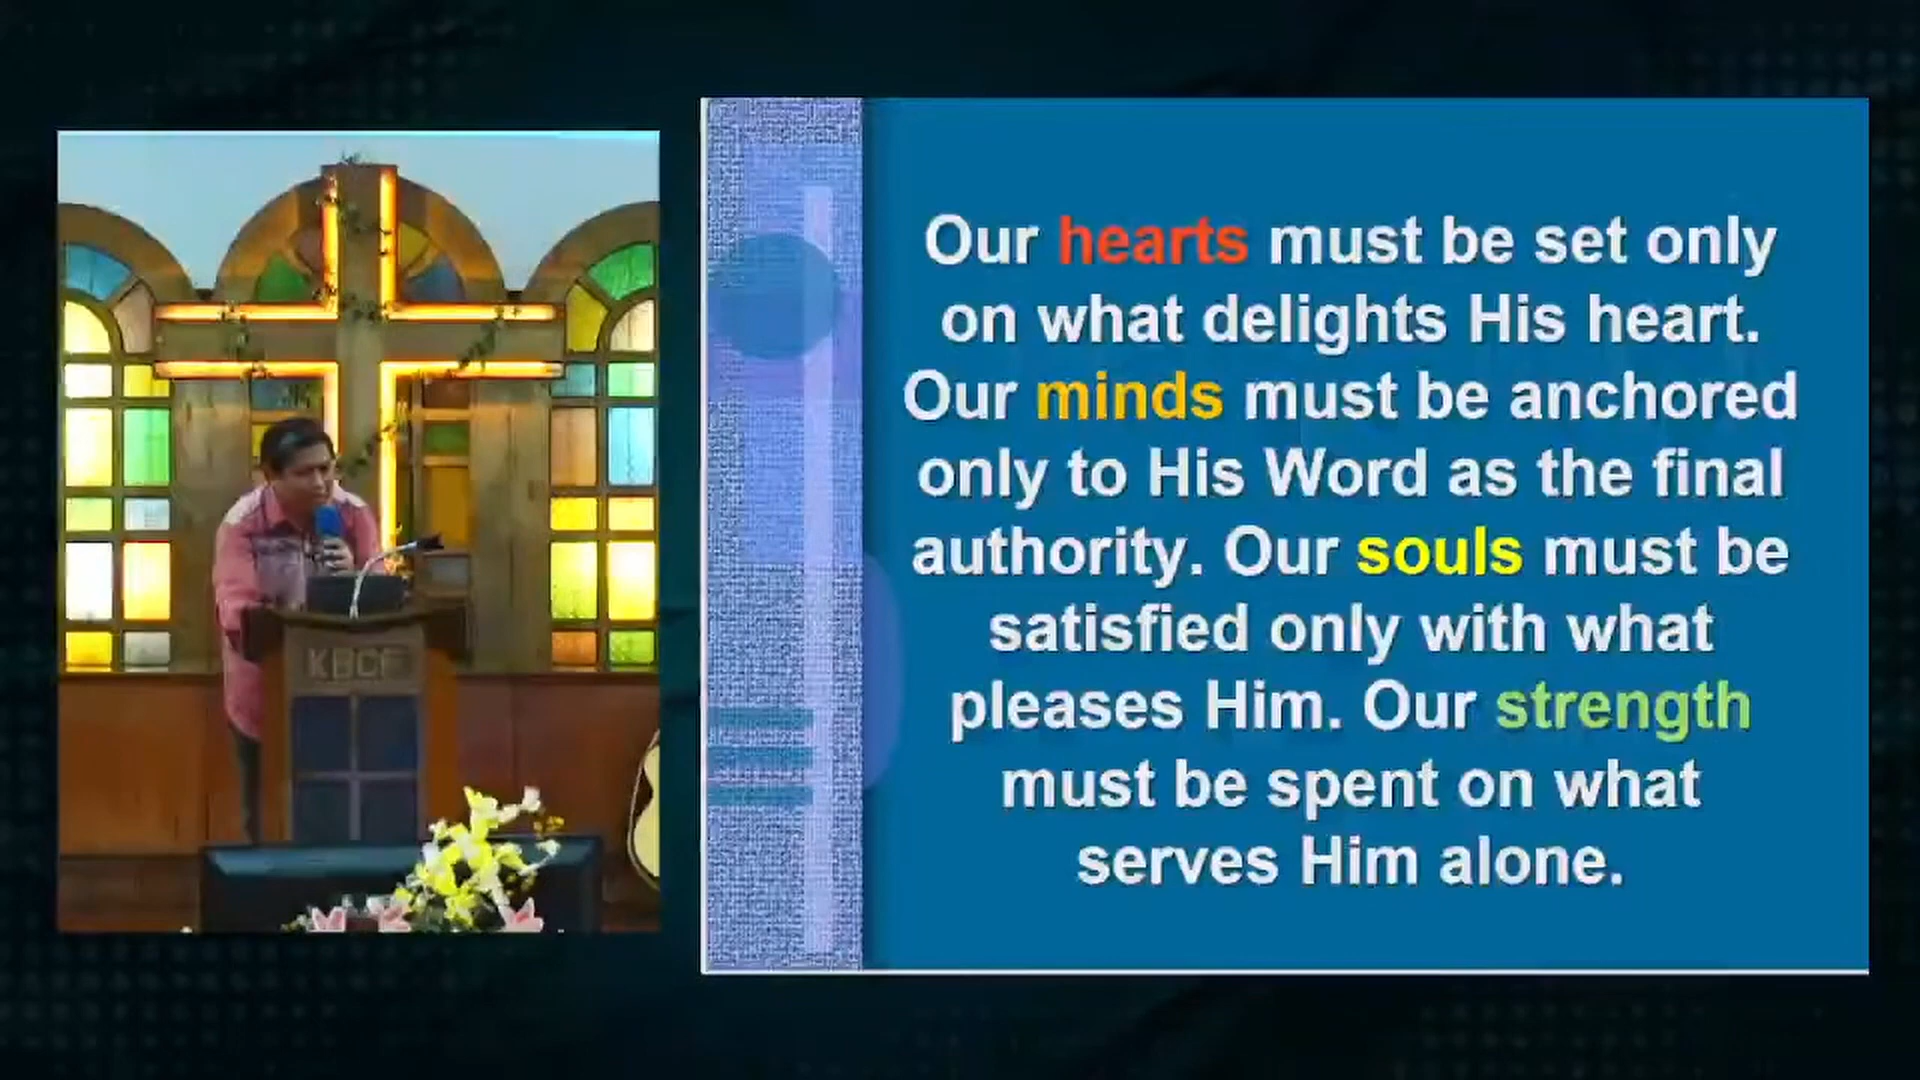 KBCF
Our hearts must be set only
on what delights His heart.
Our minds must be anchored
only to His Word as the final
authority. Our souls must be
satisfied only with what
pleases Him. Our strength
must be spent on what
serves Him alone.